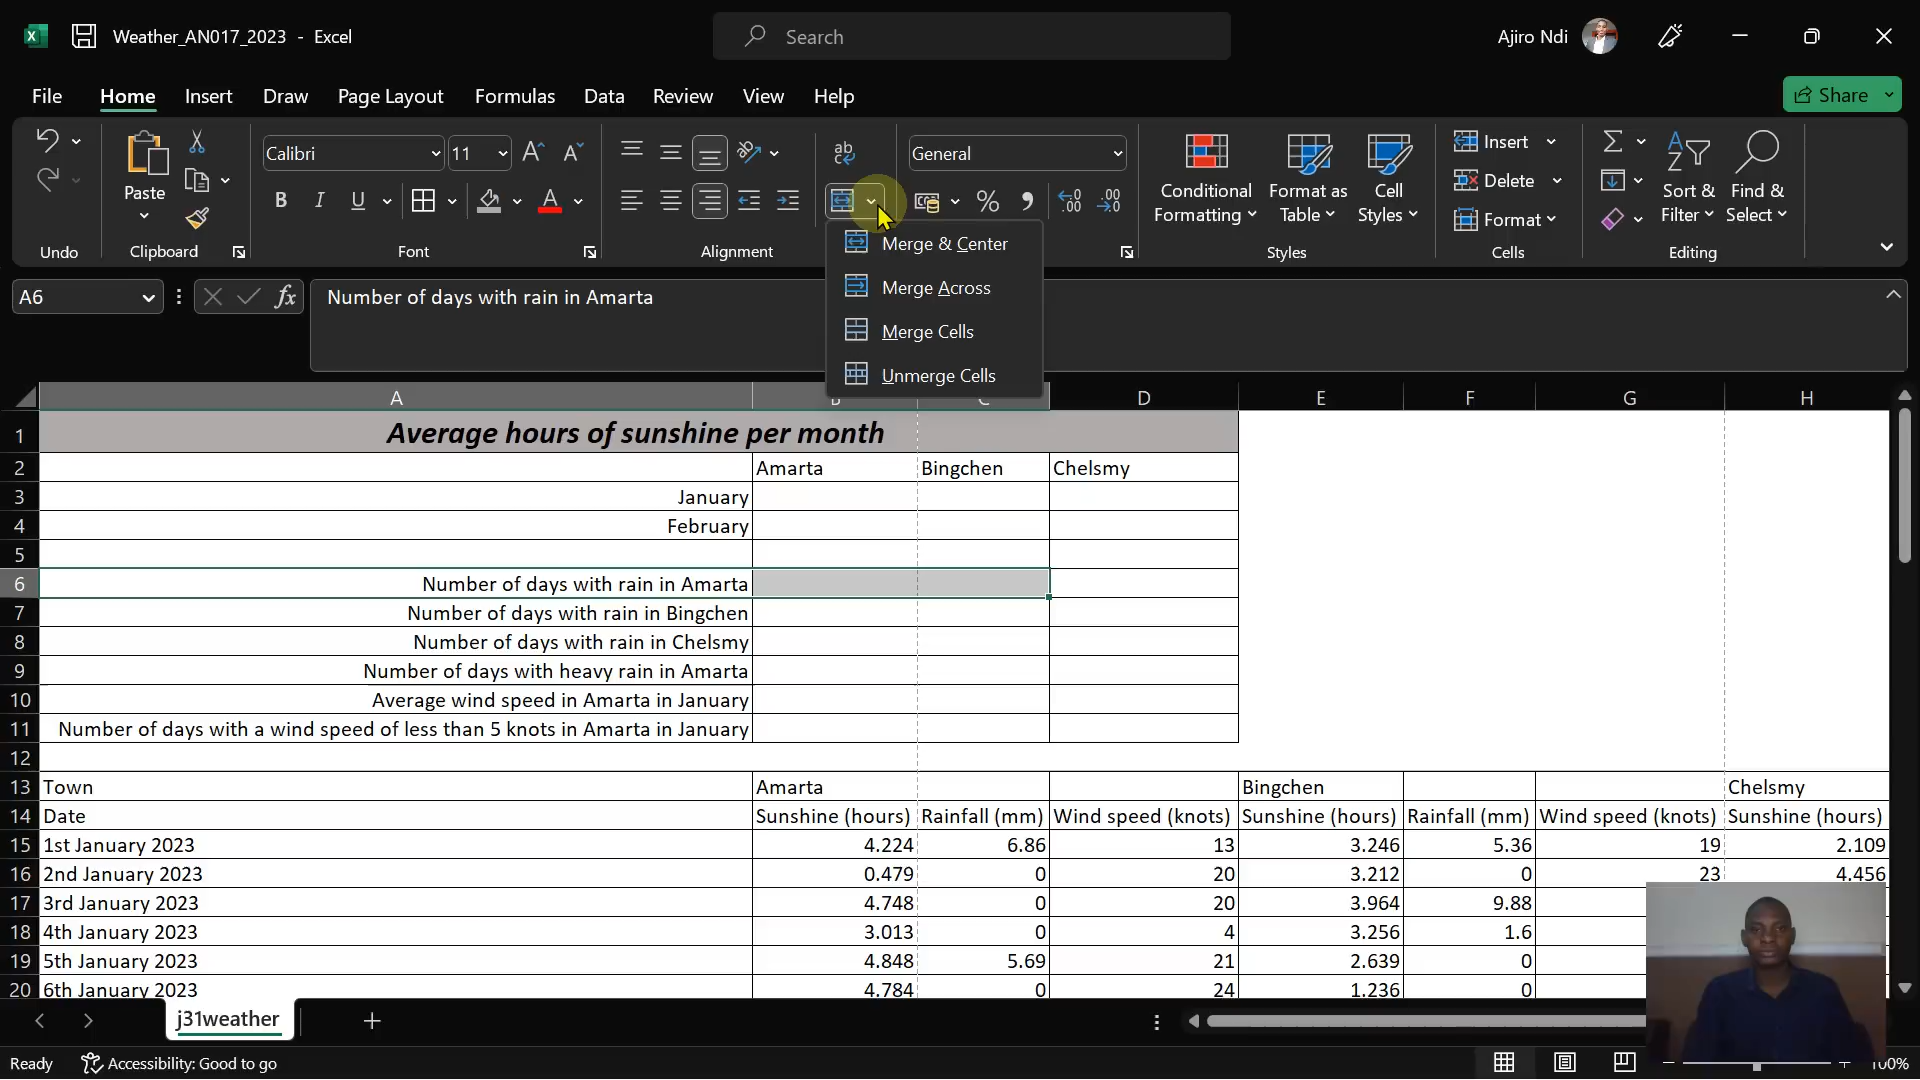 Weather_AN017_2023 - Excel
Search
Ajiro Ndi
File Home Insert Draw Page Layout Formulas Data Review View Help
Share
Calibri 11
General
Paste
B I U
Conditional Formatting
Format as Table
Cell Styles
Insert
Delete
Format
Sort & Filter
Find & Select
Undo Clipboard Font Alignment Styles Cells Editing
Merge & Center
Merge Across
Merge Cells
Unmerge Cells
A6
fx
Number of days with rain in Amarta
A D E F G H
1 Average hours of sunshine per month
2 Amarta Bingchen Chelsmy
3 January
4 February
5
6 Number of days with rain in Amarta
7 Number of days with rain in Bingchen
8 Number of days with rain in Chelsmy
9 Number of days with heavy rain in Amarta
10 Average wind speed in Amarta in January
11 Number of days with a wind speed of less than 5 knots in Amarta in January
12
13 Town Amarta Bingchen Chelsmy
14 Date Sunshine (hours) Rainfall (mm) Wind speed (knots) Sunshine (hours) Rainfall (mm) Wind speed (knots) Sunshine (hours)
15 1st January 2023 4.224 6.86 13 3.246 5.36 19 2.109
16 2nd January 2023 0.479 0 20 3.212 0 23 4.456
17 3rd January 2023 4.748 0 20 3.964 9.88
18 4th January 2023 3.013 0 4 3.256 1.6
19 5th January 2023 4.848 5.69 21 2.639 0
20 6th January 2023 4.784 0 24 1.236 0
j31weather
Ready
Accessibility: Good to go
100%